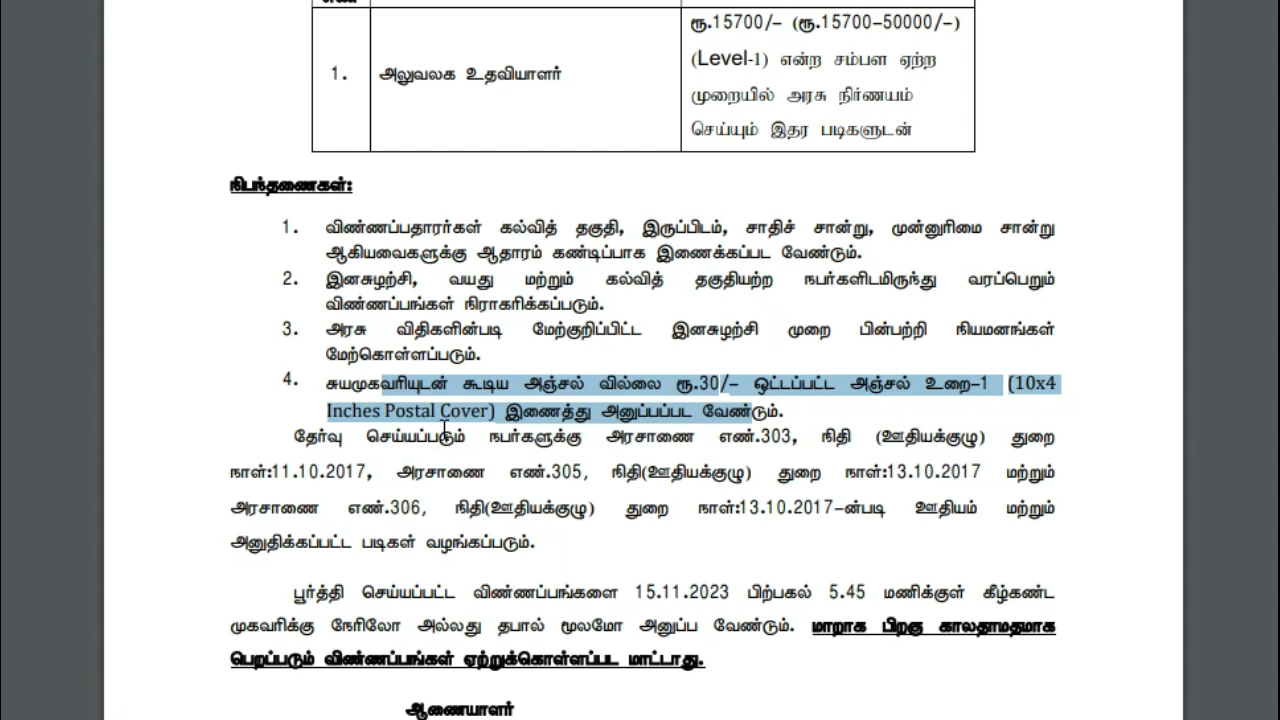 ரூ.15700/- (ரூ.15700-50000/-)
(Level-1) என்ற சம்பள ஏற்ற
1. அலுவலக உதவியாளர்
முறையில் அரசு நிர்ணயம்
செய்யும் இதர படிகளுடன்
நிபந்தணைகள்:
1. விண்ணப்பதாரர்கள் கல்வித் தகுதி, இருப்பிடம், சாதிச் சான்று, முன்னுரிமை சான்று
ஆகியவைகளுக்கு ஆதாரம் கண்டிப்பாக இணைக்கப்பட வேண்டும்.
2. இனசுழற்சி, வயது மற்றும் கல்வித் தகுதியற்ற நபர்களிடமிருந்து வரப்பெறும்
விண்ணப்பங்கள் நிராகரிக்கப்படும்.
3. அரசு விதிகளின்படி மேற்குறிப்பிட்ட இனசுழற்சி முறை பின்பற்றி நியமனங்கள்
மேற்கொள்ளப்படும்.
4. சுயமுகவரியுடன் கூடிய அஞ்சல் வில்லை ரூ.30/- ஒட்டப்பட்ட அஞ்சல் உறை-1 (10x4
Inches Postal Cover) இணைத்து அனுப்பப்பட வேண்டும்.
தேர்வு செய்யப்படும் நபர்களுக்கு அரசாணை எண்.303, நிதி (ஊதியக்குழு) துறை
நாள்:11.10.2017, அரசாணை எண்.305, நிதி(ஊதியக்குழு) துறை நாள்:13.10.2017 மற்றும்
அரசாணை எண்.306, நிதி(ஊதியக்குழு) துறை நாள்:13.10.2017-ன்படி ஊதியம் மற்றும்
அனுதிக்கப்பட்ட படிகள் வழங்கப்படும்.
பூர்த்தி செய்யப்பட்ட விண்ணப்பங்களை 15.11.2023 பிற்பகல் 5.45 மணிக்குள் கீழ்கண்ட
முகவரிக்கு நேரிலோ அல்லது தபால் மூலமோ அனுப்ப வேண்டும். மாறாக பிறகு காலதாமதமாக
பெறப்படும் விண்ணப்பங்கள் ஏற்றுக்கொள்ளப்பட மாட்டாது.
ஆணையாளர்